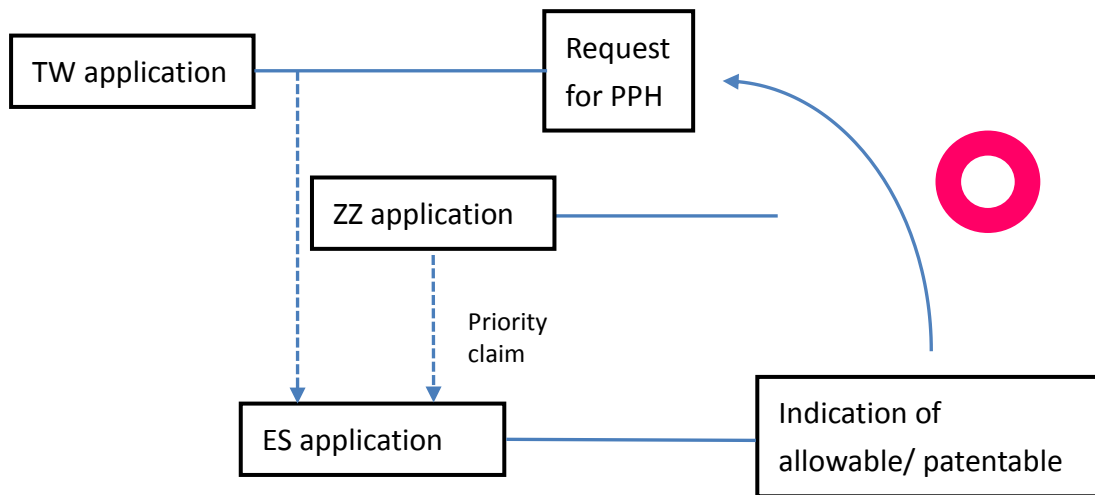 TW application
Request
for PPH
ZZ application
Priority
claim
ES application
Indication of
allowable/ patentable